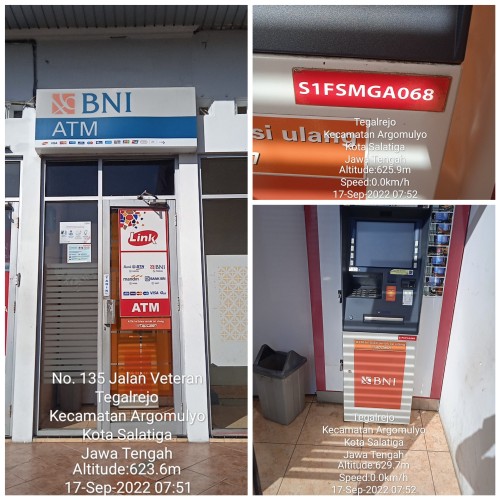 BNI
ATM
Link
BNI
mandiri
ATM
No. 135 Jalan Veteran
Tegalrejo
Kecamatan Argomulyo
Kota Salatiga
Jawa Tengah
Altitude:623.6m
17-Sep-2022 07:51
S1FSMGA068
si ulang
Tegalrejo
Kecamatan Argomulyo
Kota Salatiga
Jawa Tengah
Altitude:625.9m
Speed:0.0km/h
17-Sep-2022 07:52
BNI
Tegalrejo
Kecamatan Argomulyo
Kota Salatiga
Jawa Tengah
Altitude:629.7m
Speed:0.0km/h
17-Sep-2022 07:52